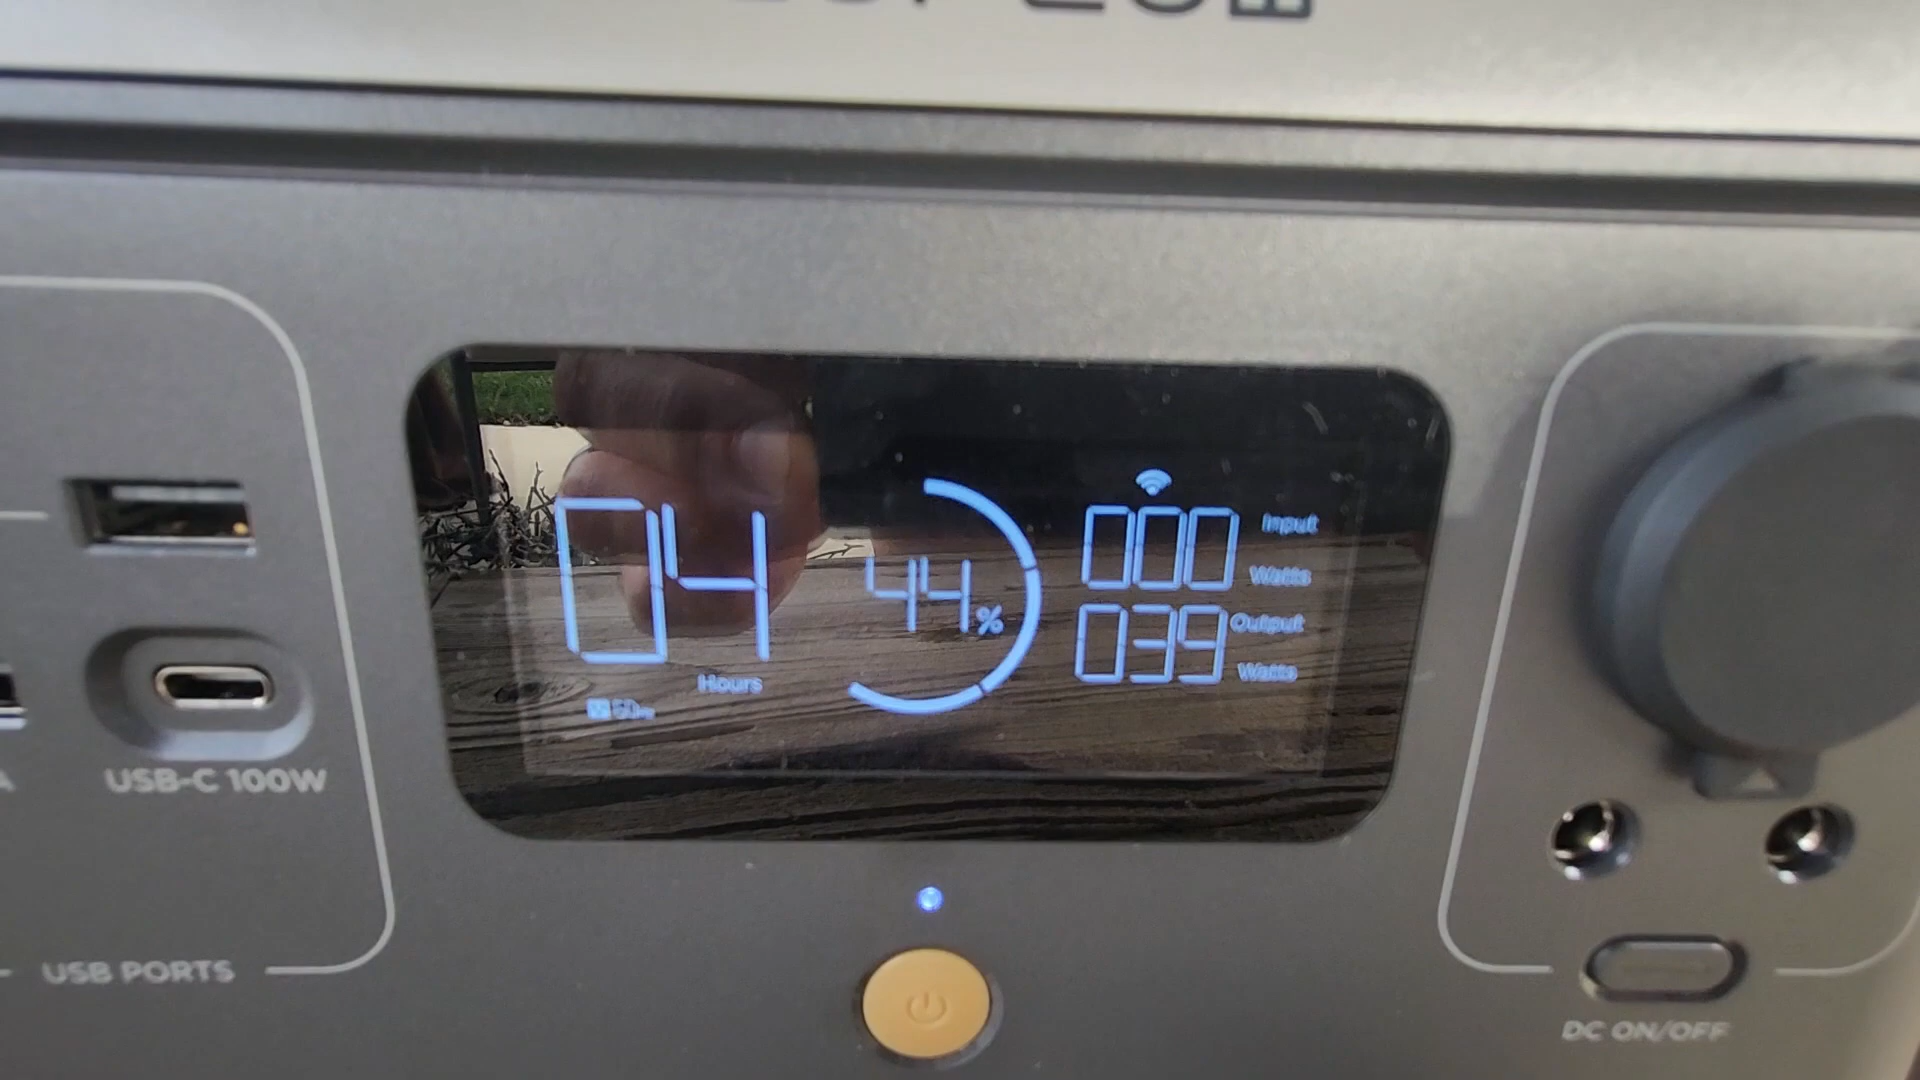 04
Hours
44%
000 Input
Watts
039 Output
Watts
USB-C 100W
USB PORTS
DC ON/OFF